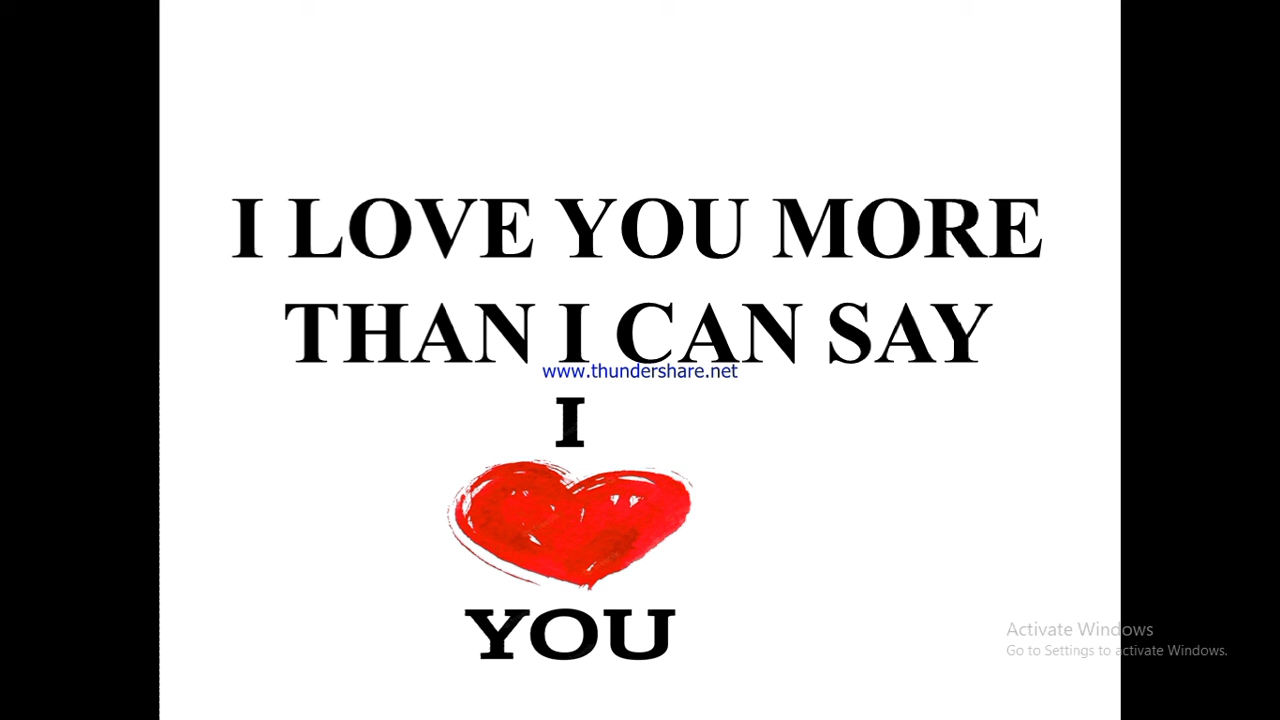 I LOVE YOU MORE
THAN I CAN SAY
www.thundershare.net
I
YOU
Activate Windows
Go to Settings to activate Windows.